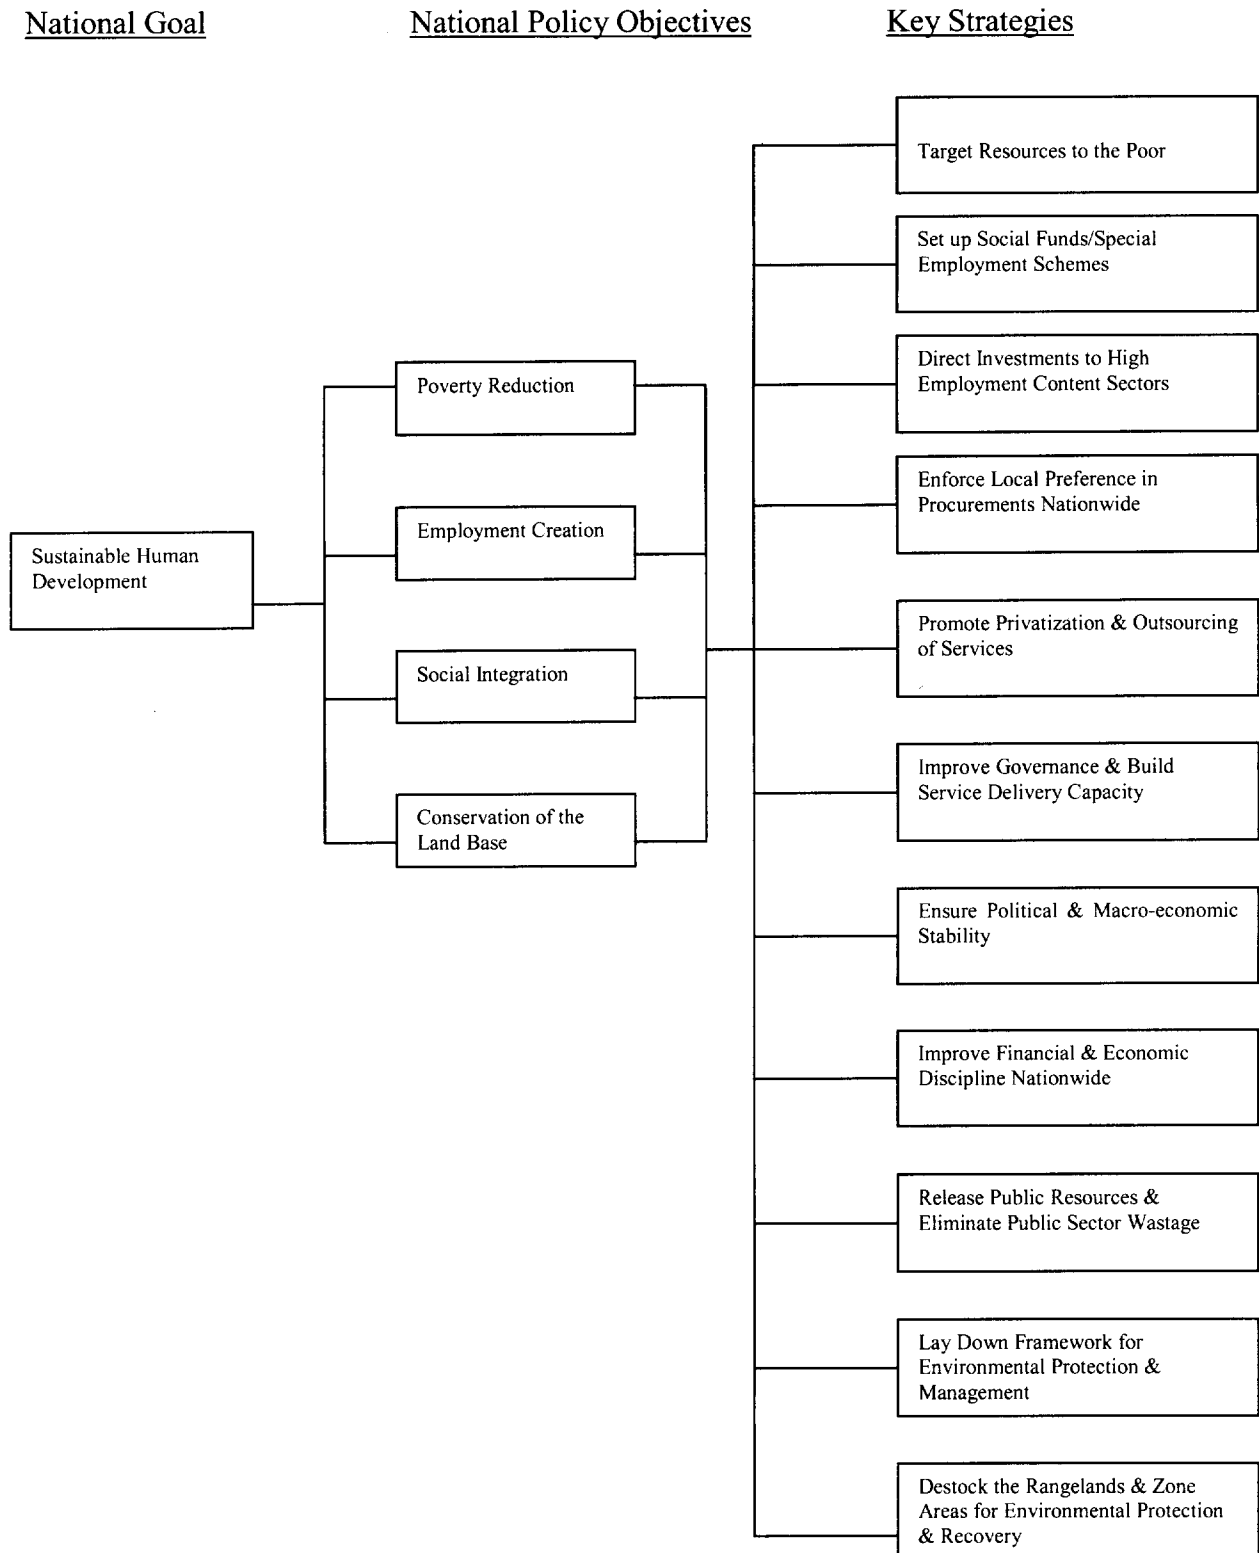 National Goal
National Policy Objectives
Key Strategies
Sustainable Human
Development
Poverty Reduction
Employment Creation
Social Integration
Conservation of the
Land Base
Target Resources to the Poor
Set up Social Funds/Special
Employment Schemes
Direct Investments to High
Employment Content Sectors
Enforce Local Preference in
Procurements Nationwide
Promote Privatization & Outsourcing
of Services
Improve Governance & Build
Service Delivery Capacity
Ensure Political & Macro-economic
Stability
Improve Financial & Economic
Discipline Nationwide
Release Public Resources &
Eliminate Public Sector Wastage
Lay Down Framework for
Environmental Protection &
Management
Destock the Rangelands & Zone
Areas for Environmental Protection
& Recovery